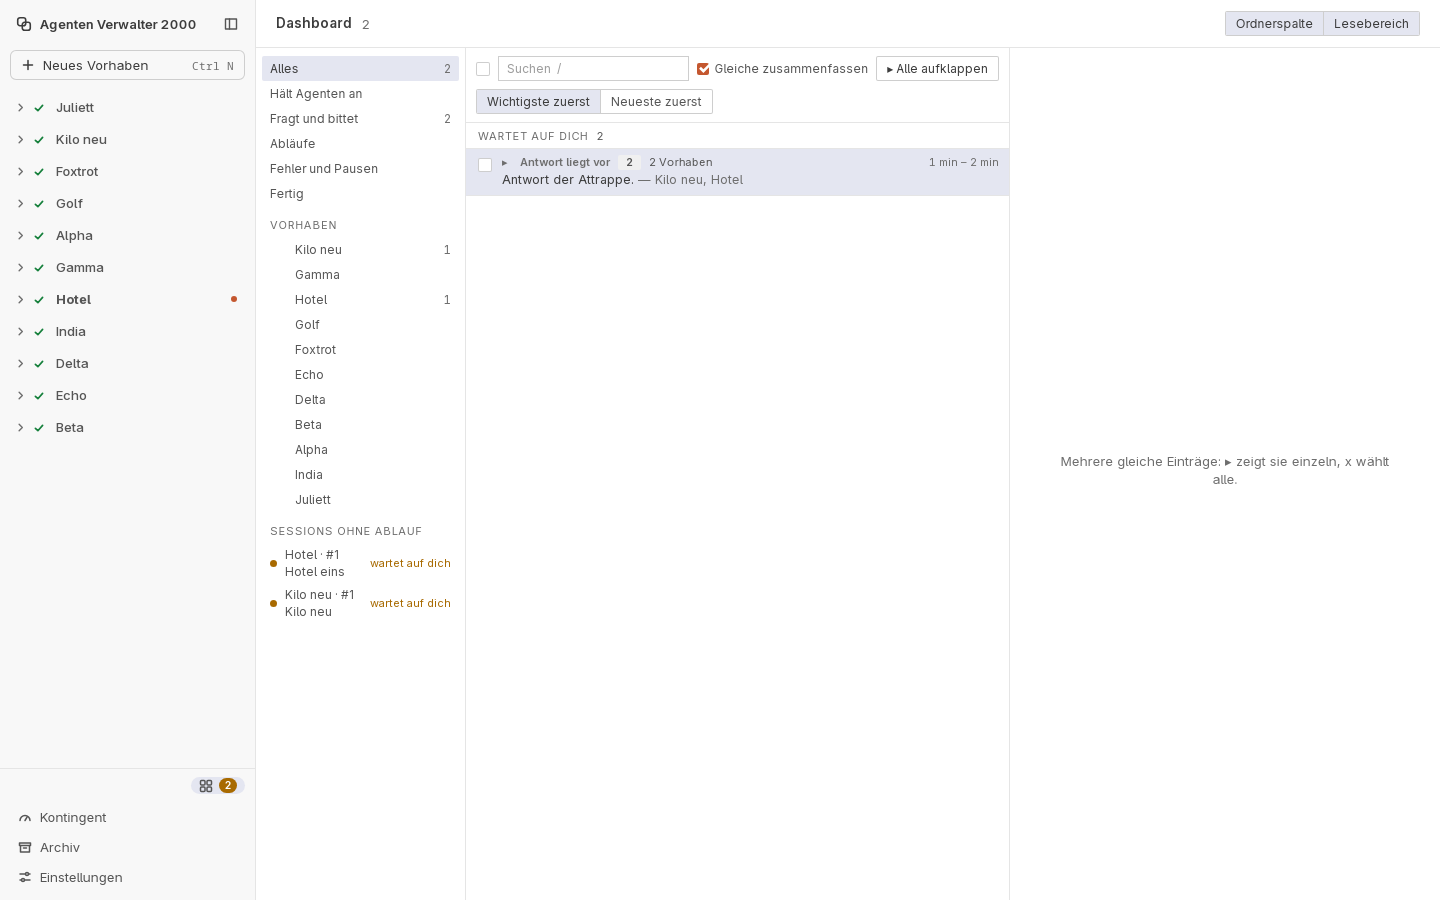 Agenten Verwalter 2000
Neues Vorhaben Ctrl N
Juliett
Kilo neu
Foxtrot
Golf
Alpha
Gamma
Hotel
India
Delta
Echo
Beta
2
Kontingent
Archiv
Einstellungen
Dashboard 2
Ordnerspalte Lesebereich
Alles 2
Hält Agenten an
Fragt und bittet 2
Abläufe
Fehler und Pausen
Fertig
VORHABEN
Kilo neu 1
Gamma
Hotel 1
Golf
Foxtrot
Echo
Delta
Beta
Alpha
India
Juliett
SESSIONS OHNE ABLAUF
Hotel · #1
Hotel eins
wartet auf dich
Kilo neu · #1
Kilo neu
wartet auf dich
Suchen / Gleiche zusammenfassen ▸ Alle aufklappen
Wichtigste zuerst Neueste zuerst
WARTET AUF DICH 2
▸ Antwort liegt vor 2 2 Vorhaben 1 min – 2 min
Antwort der Attrappe. — Kilo neu, Hotel
Mehrere gleiche Einträge: ▸ zeigt sie einzeln, x wählt
alle.